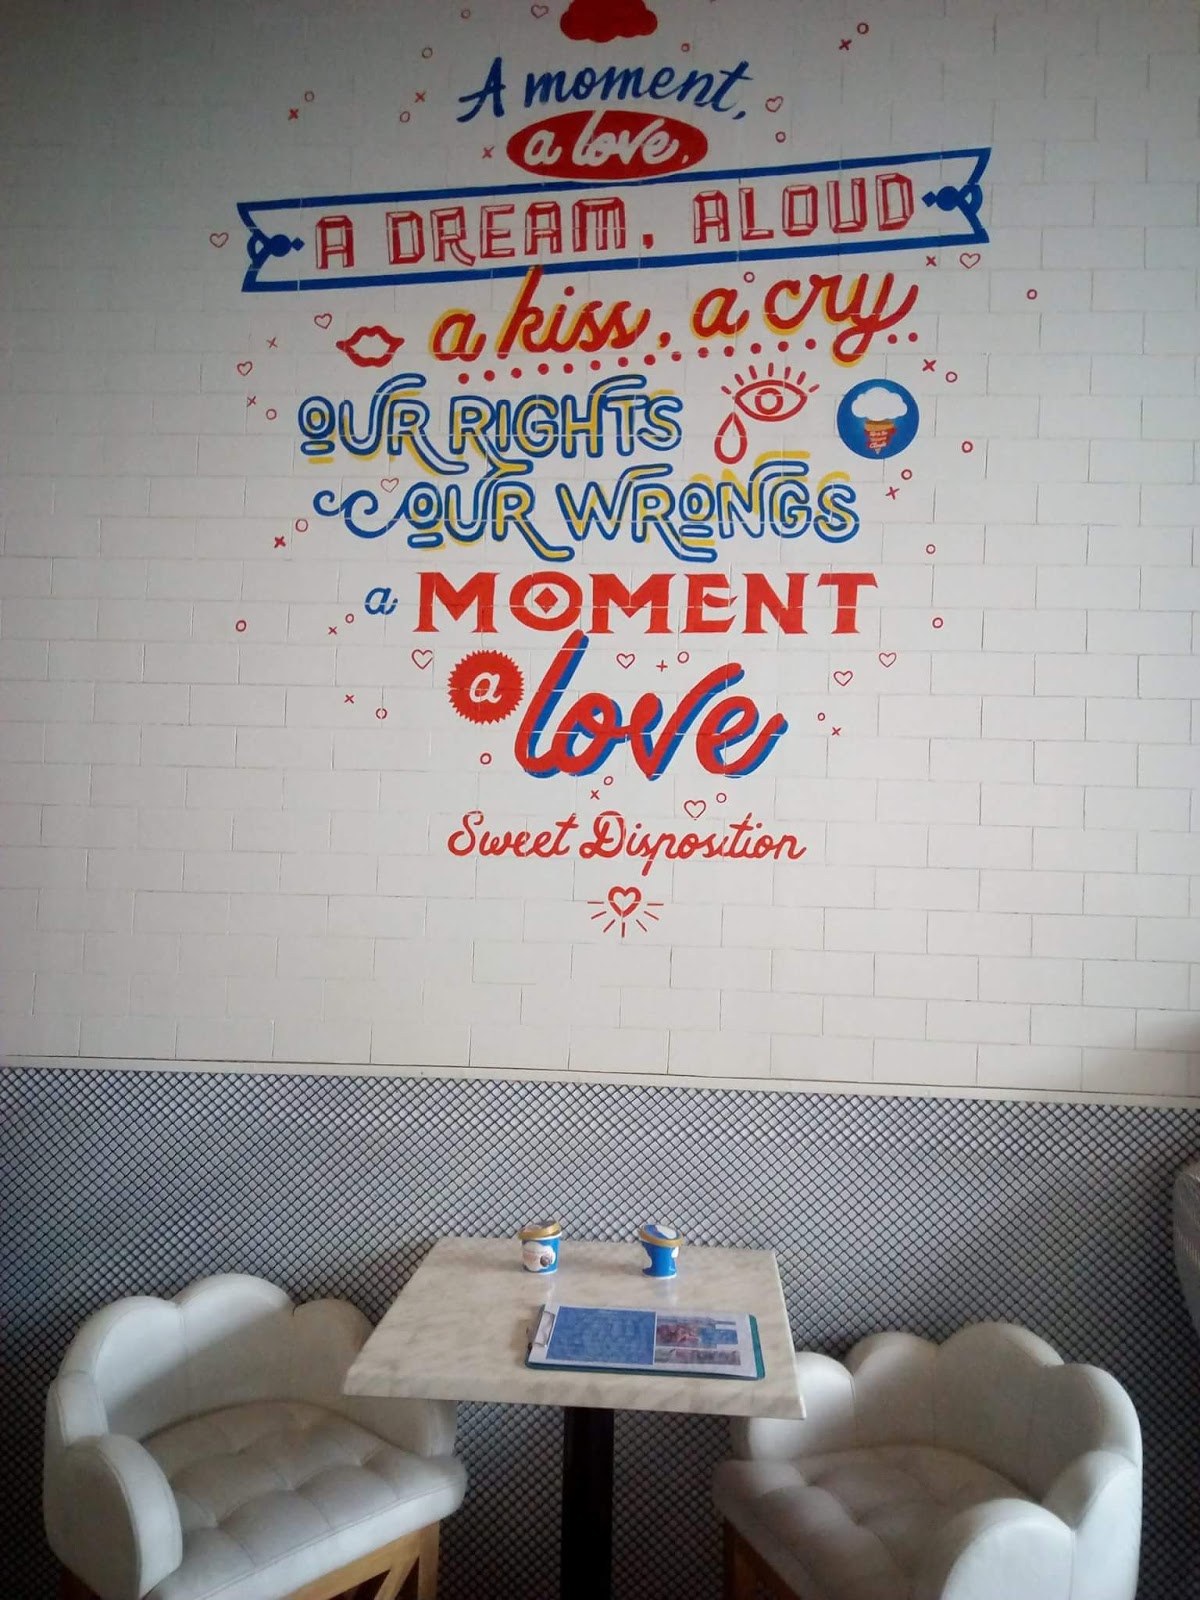 A moment,
a love,
A DREAM, ALOUD
a kiss, a cry
OUR RIGHTS
OUR WRONGS
a MOMENT
a love
Sweet Disposition